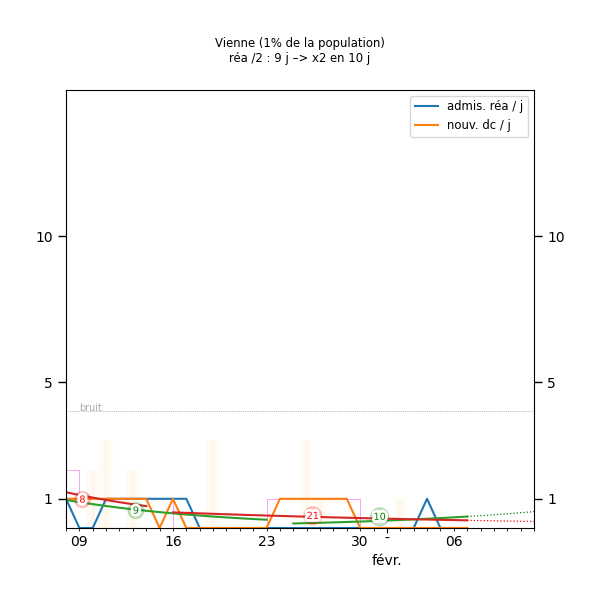 Vienne (1% de la population)
réa /2 : 9 j –> x2 en 10 j
admis. réa / j
nouv. dc / j
10
10
5
5
bruit
1
1
8
9
21
10
09
16
23
30
-
06
févr.